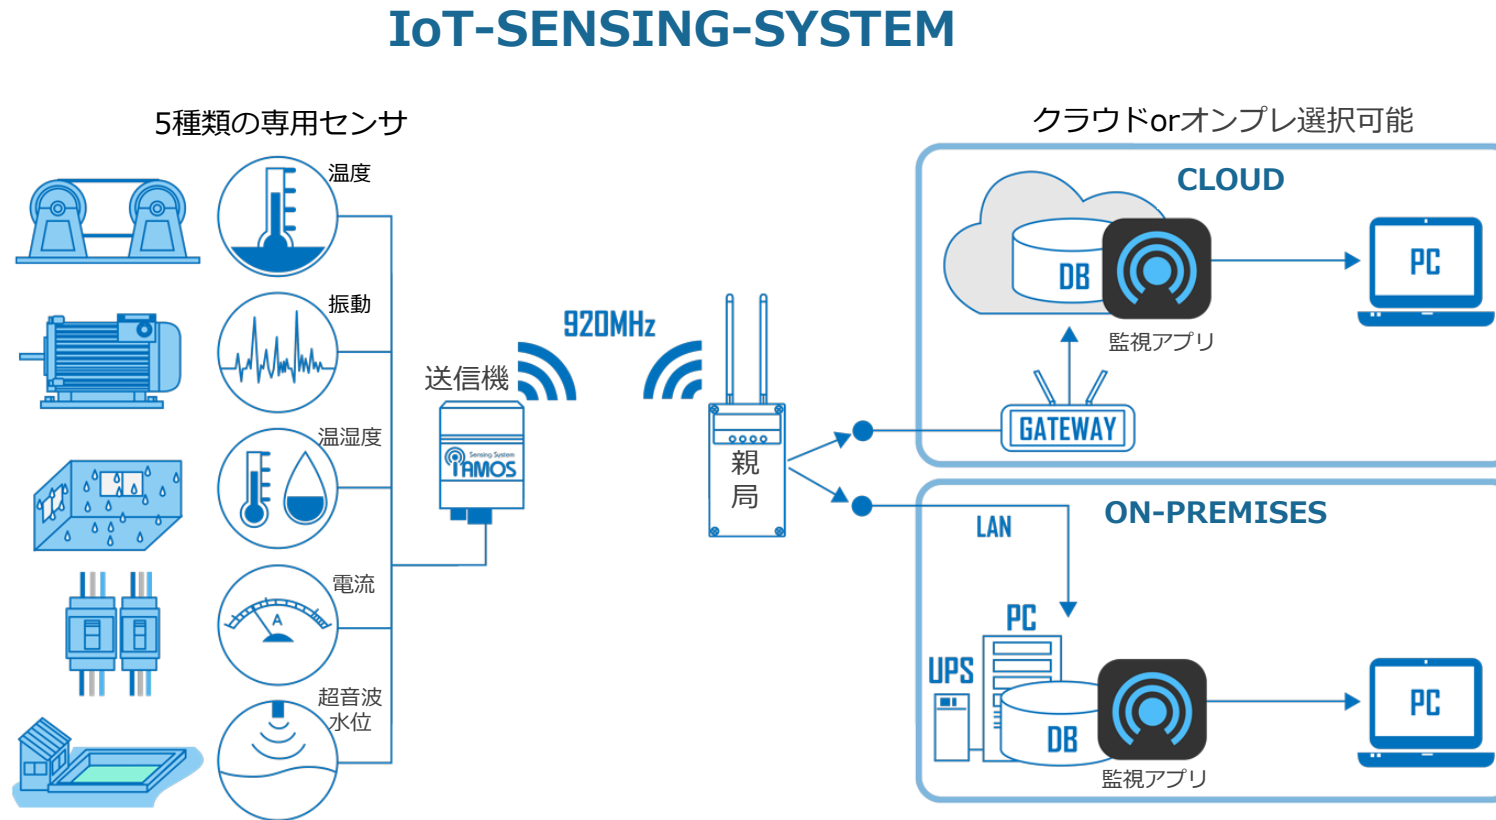 IoT-SENSING-SYSTEM
5種類の専用センサ
温度
振動
温湿度
電流
A
超音波
水位
送信機
Sensing System
AMOS
920MHz
親
局
クラウドorオンプレ選択可能
CLOUD
DB
監視アプリ
PC
GATEWAY
ON-PREMISES
LAN
PC
UPS
DB
監視アプリ
PC